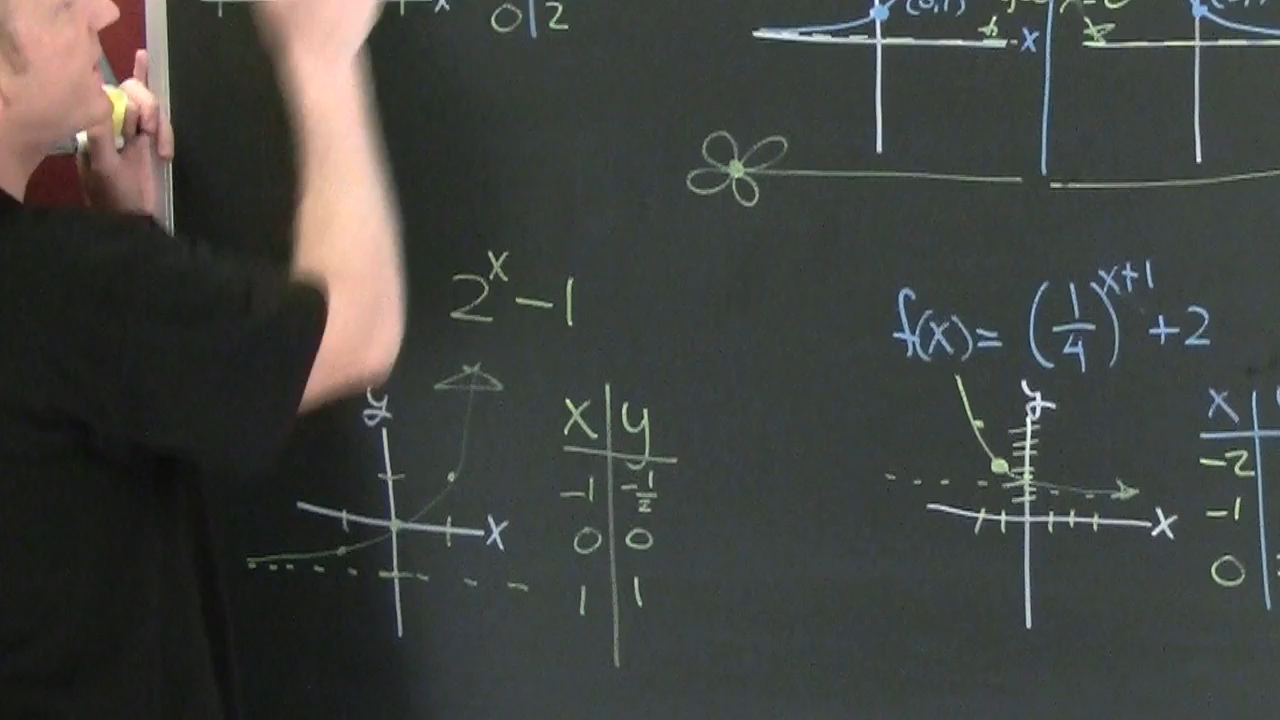 x
0 | 2
x
2^x - 1
f(x) = (1/4)^(x+1) + 2
y
x
x | y
-1 | -1/2
0 | 0
1 | 1
y
x
x
-2
-1
0